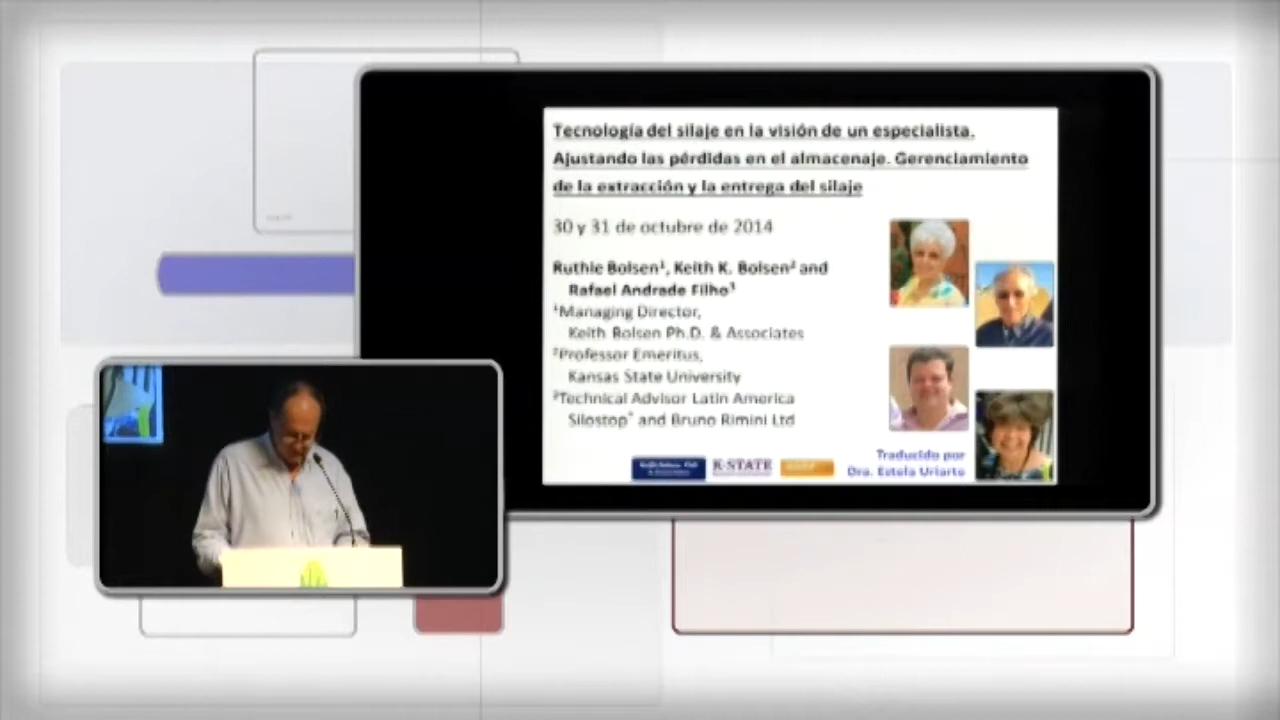 Tecnología del silaje en la visión de un especialista.
Ajustando las pérdidas en el almacenaje. Gerenciamiento
de la extracción y la entrega del silaje
30 y 31 de octubre de 2014
Ruthie Bolsen¹, Keith K. Bolsen² and
Rafael Andrade Filho³
¹Managing Director,
Keith Bolsen Ph.D. & Associates
²Professor Emeritus,
Kansas State University
³Technical Advisor Latin America
Silostop® and Bruno Rimini Ltd
K-STATE
Traducido por
Dra. Estela Uriarte